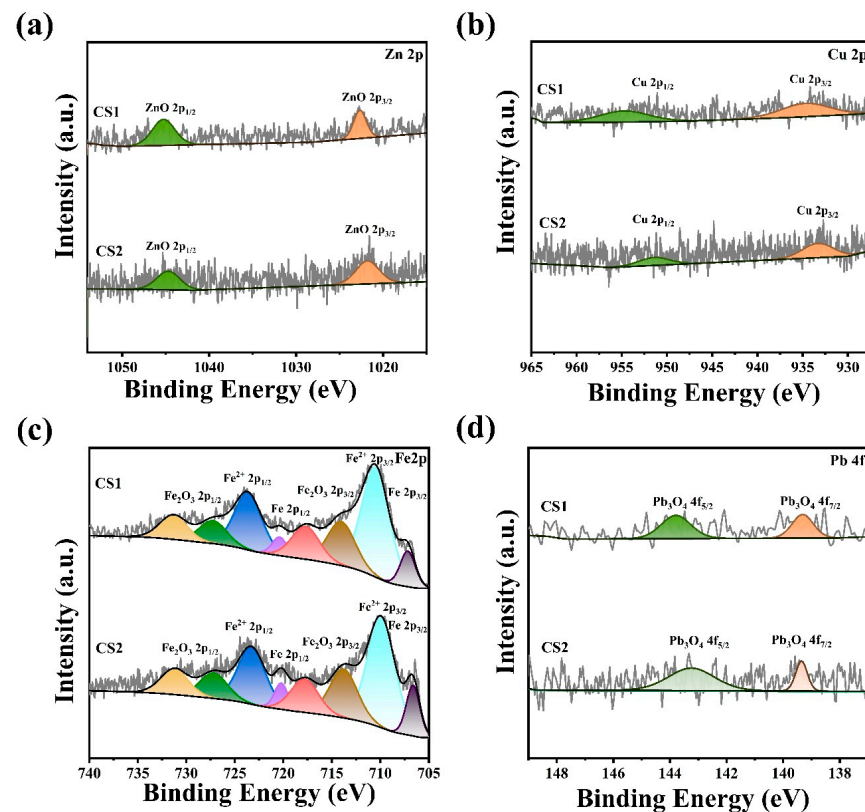 (a)
Zn 2p
CS1
ZnO 2p1/2
ZnO 2p3/2
CS2
ZnO 2p1/2
ZnO 2p3/2
Intensity (a.u.)
1050 1040 1030 1020
Binding Energy (eV)
(b)
Cu 2p
CS1
Cu 2p1/2
Cu 2p3/2
CS2
Cu 2p1/2
Cu 2p3/2
Intensity (a.u.)
965 960 955 950 945 940 935 930
Binding Energy (eV)
(c)
Fe2p
CS1
Fe2O3 2p1/2
Fe2+ 2p1/2
Fe 2p1/2
Fe2O3 2p3/2
Fe2+ 2p3/2
Fe 2p3/2
CS2
Fe2O3 2p1/2
Fe2+ 2p1/2
Fe 2p1/2
Fe2O3 2p3/2
Fe2+ 2p3/2
Fe 2p3/2
Intensity (a.u.)
740 735 730 725 720 715 710 705
Binding Energy (eV)
(d)
Pb 4f
CS1
Pb3O4 4f5/2
Pb3O4 4f7/2
CS2
Pb3O4 4f5/2
Pb3O4 4f7/2
Intensity (a.u.)
148 146 144 142 140 138
Binding Energy (eV)